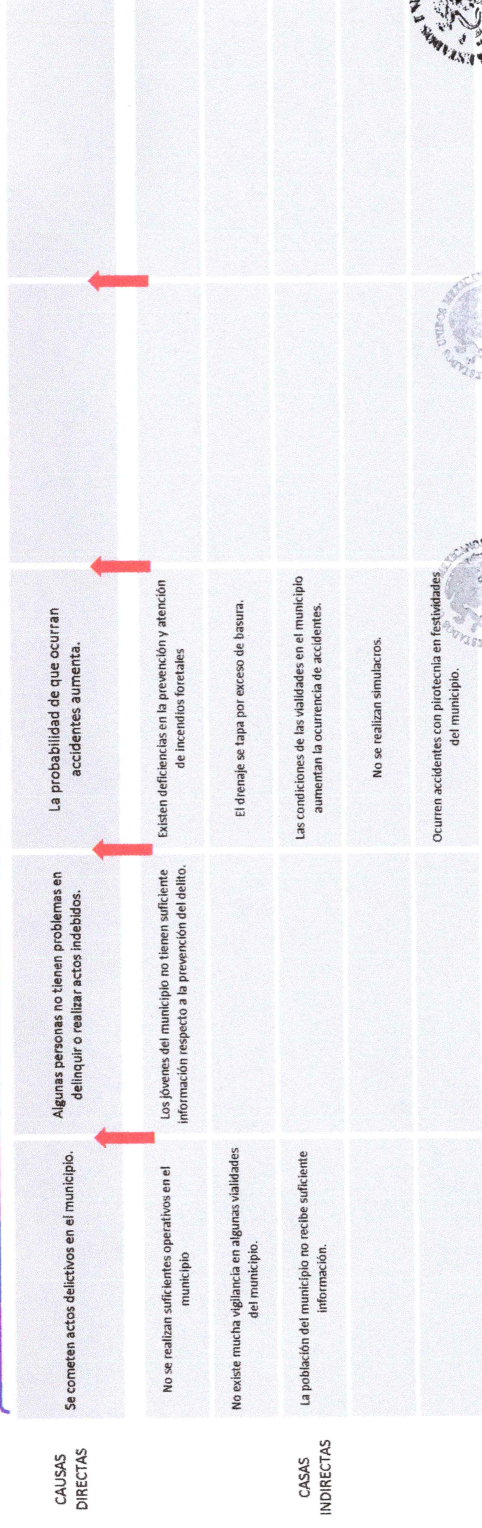 CAUSAS
DIRECTAS
Se cometen actos delictivos en el municipio.
Algunas personas no tienen problemas en
delinquir o realizar actos indebidos.
La probabilidad de que ocurran
accidentes aumenta.
CASAS
INDIRECTAS
No se realizan suficientes operativos en el
municipio
Los jóvenes del municipio no tienen suficiente
información respecto a la prevención del delito.
Existen deficiencias en la prevención y atención
de incendios foretales
No existe mucha vigilancia en algunas vialidades
del municipio.
El drenaje se tapa por exceso de basura.
La población del municipio no recibe suficiente
información.
Las condiciones de las vialidades en el municipio
aumentan la ocurrencia de accidentes.
No se realizan simulacros.
Ocurren accidentes con pirotecnia en festividades
del municipio.